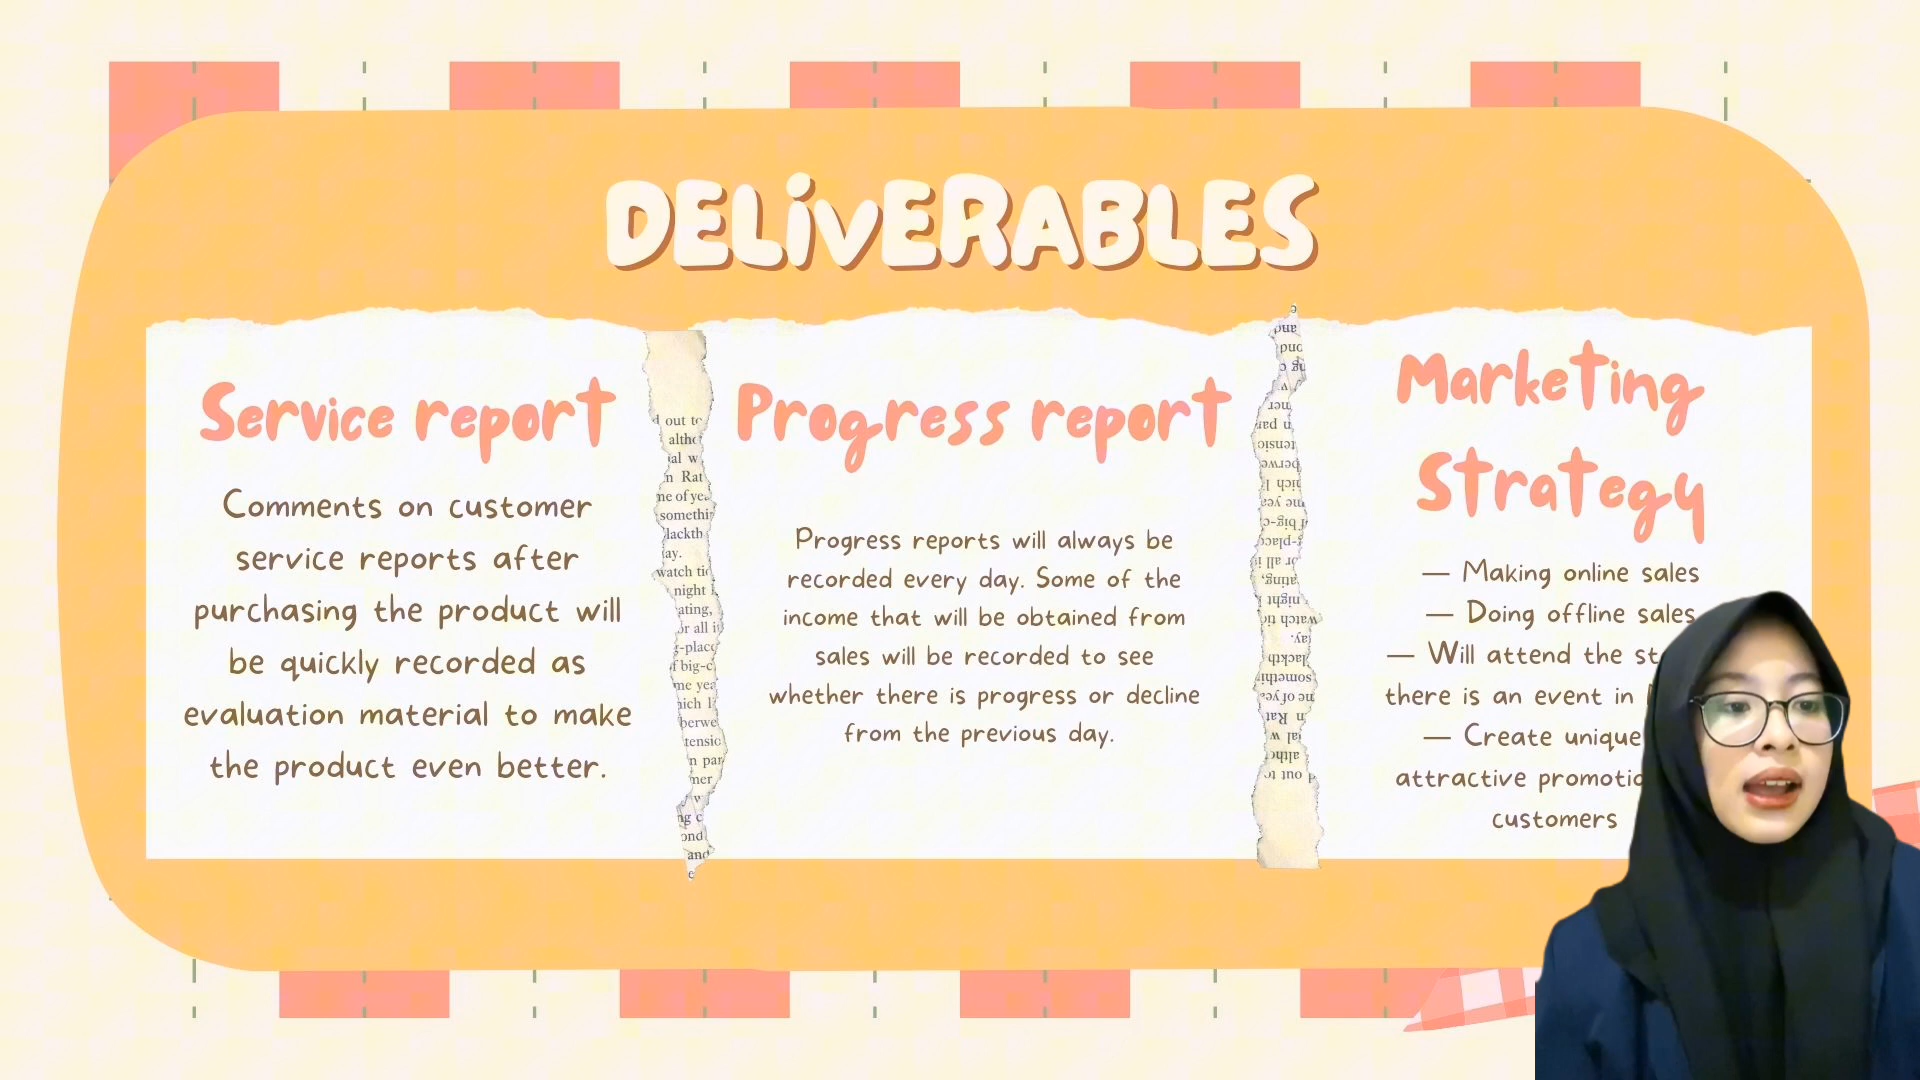 DELiVERABLES
Service report
Comments on customer
service reports after
purchasing the product will
be quickly recorded as
evaluation material to make
the product even better.
Progress report
Progress reports will always be
recorded every day. Some of the
income that will be obtained from
sales will be recorded to see
whether there is progress or decline
from the previous day.
Marketing
Strategy
— Making online sales
— Doing offline sales
— Will attend the
there is an event in
— Create unique
attractive
customers